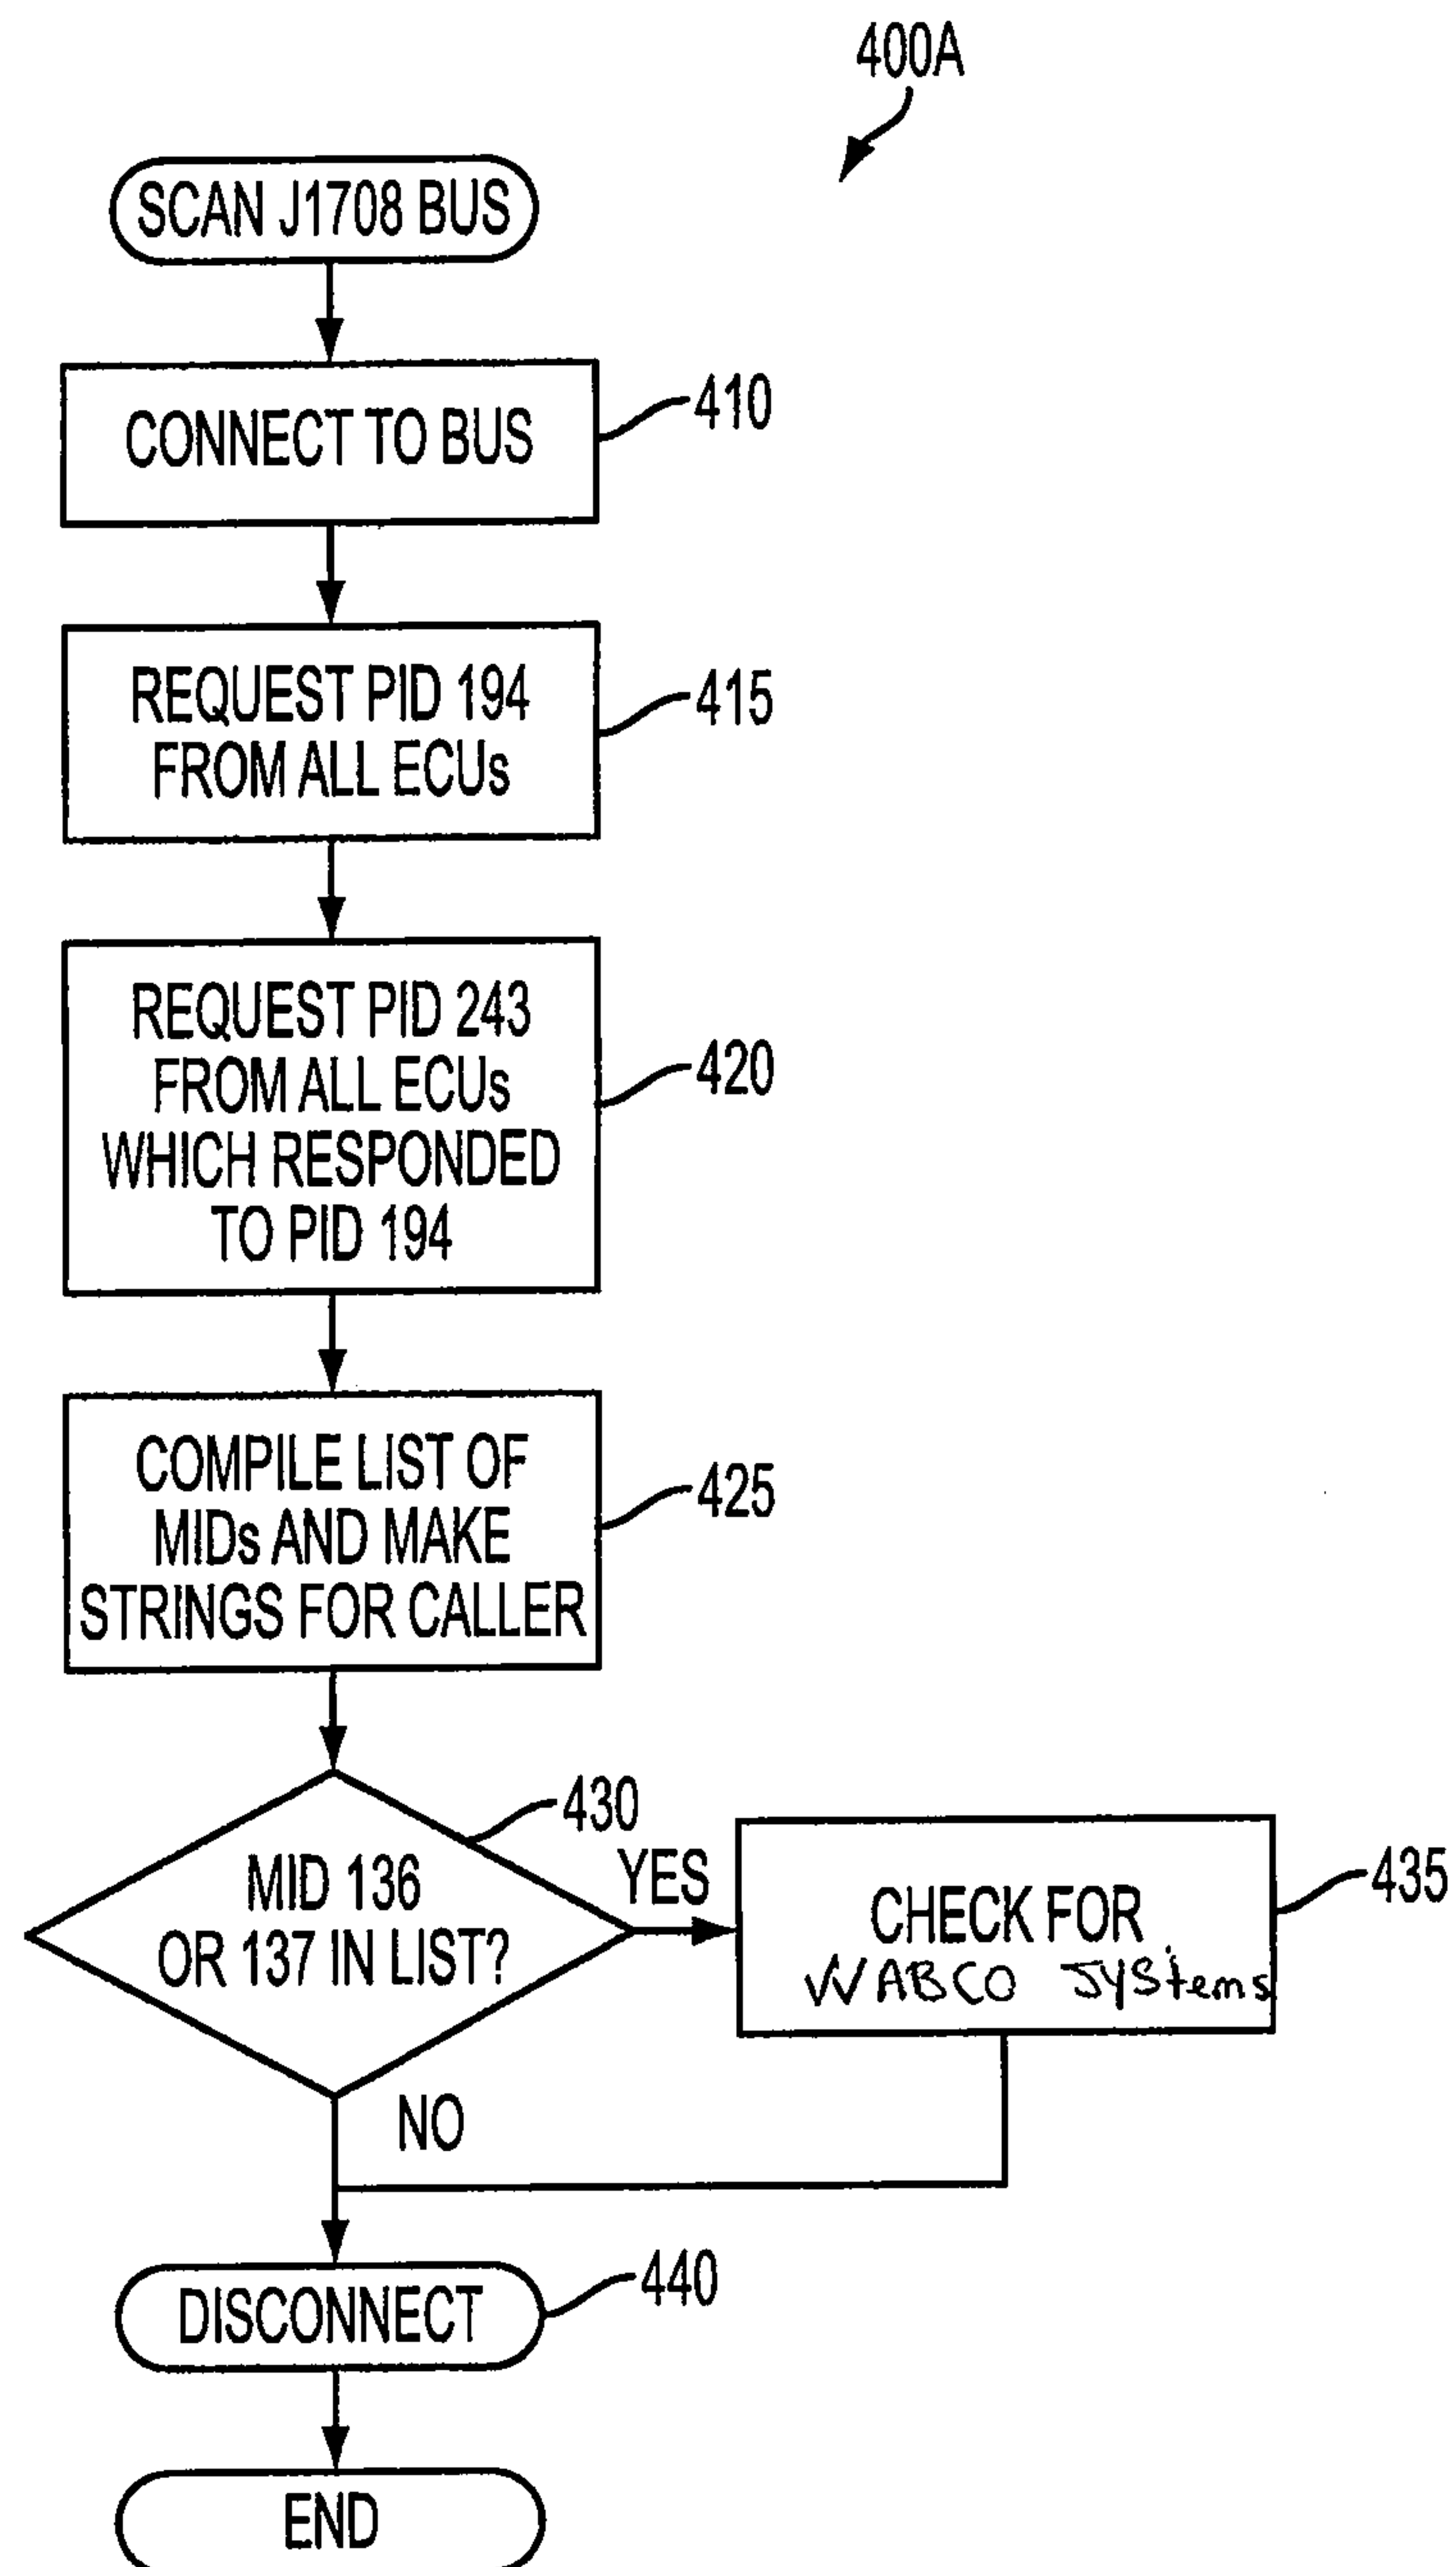 400A
SCAN J1708 BUS
CONNECT TO BUS
410
REQUEST PID 194
FROM ALL ECUs
415
REQUEST PID 243
FROM ALL ECUs
WHICH RESPONDED
TO PID 194
420
COMPILE LIST OF
MIDs AND MAKE
STRINGS FOR CALLER
425
430
MID 136
OR 137 IN LIST?
YES
CHECK FOR
WABCO SYStems
435
NO
DISCONNECT
440
END